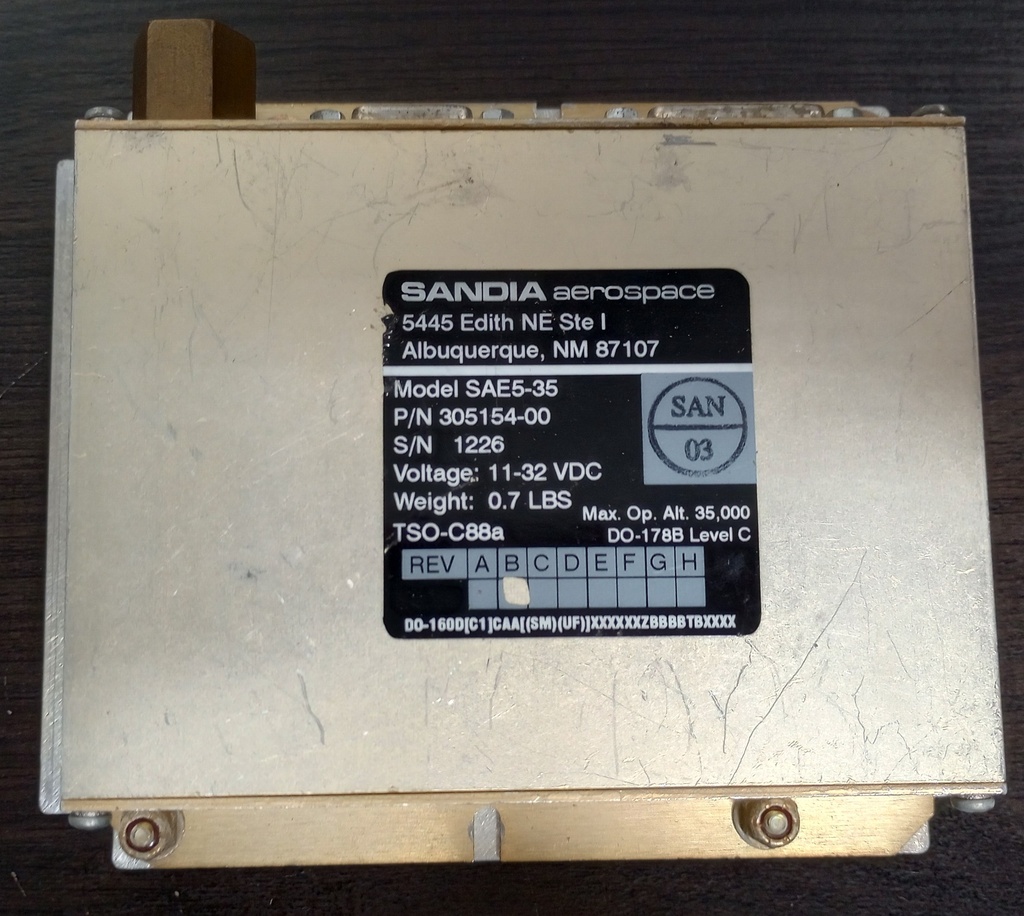 SANDIA aerospace
5445 Edith NE Ste I
Albuquerque, NM 87107
Model SAE5-35
P/N 305154-00
S/N 1226
Voltage: 11-32 VDC
Weight: 0.7 LBS
SAN
03
Max. Op. Alt. 35,000
TSO-C88a
DO-178B Level C
REV A B C D E F G H
DO-160D[C1]CAA[(SM)(UF)]XXXXXXZBBBBTBXXXX